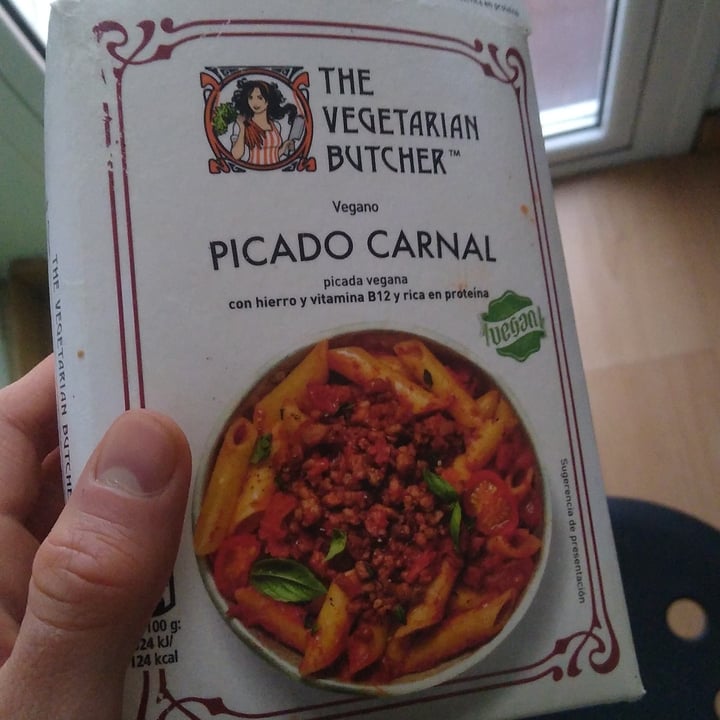 THE
VEGETARIAN
BUTCHER™
Vegano
PICADO CARNAL
picada vegana
con hierro y vitamina B12 y rica en proteína
vegan
Sugerencia de presentación
THE VEGETARIAN BUTCHE
100 g:
24 kJ/
124 kcal